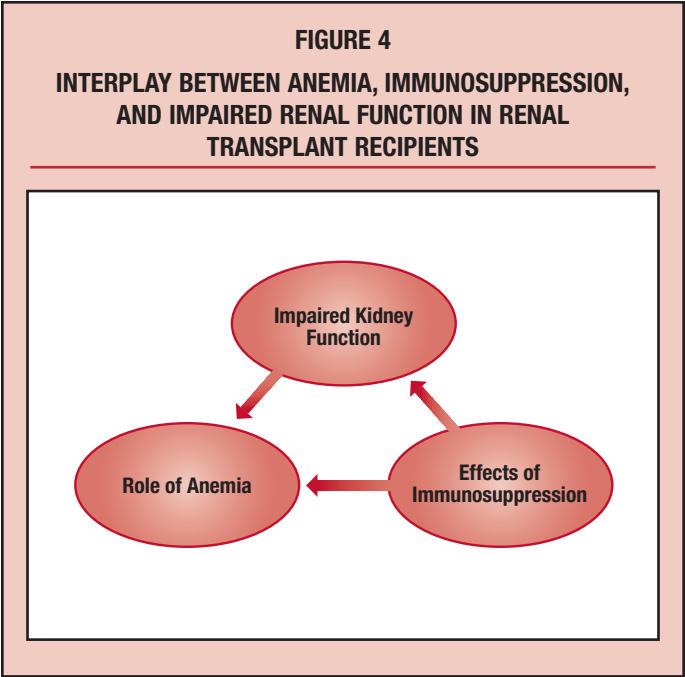 FIGURE 4
INTERPLAY BETWEEN ANEMIA, IMMUNOSUPPRESSION,
AND IMPAIRED RENAL FUNCTION IN RENAL
TRANSPLANT RECIPIENTS
Impaired Kidney
Function
Role of Anemia
Effects of
Immunosuppression